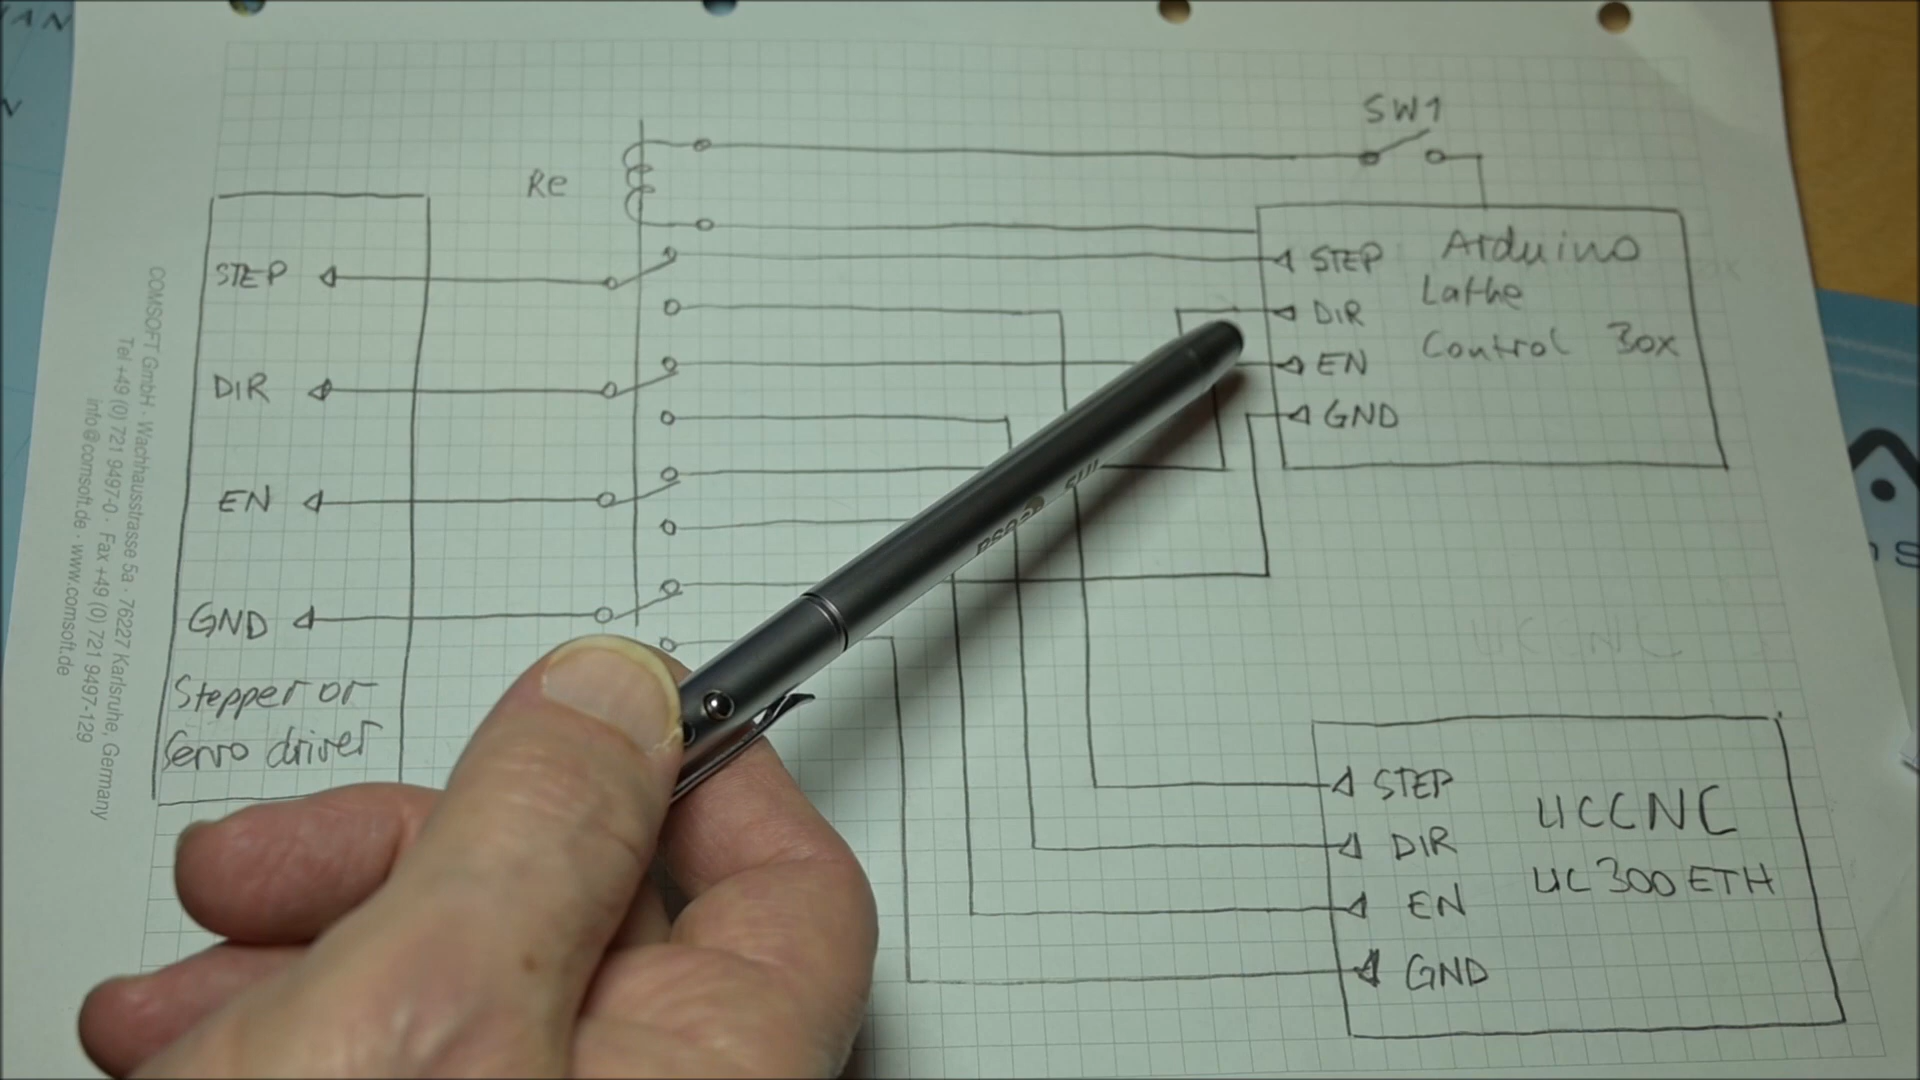 SW1
Re
STEP
DIR
EN
GND
Stepper or
Servo driver
STEP
DIR
EN
GND
Arduino
Lathe
Control Box
UCCNC
STEP
DIR
EN
GND
UCCNC
UC300ETH
COMSOFT GmbH · Wachhausstrasse 5a · 76227 Karlsruhe, Germany
Tel +49 (0) 721 9497-0 · Fax +49 (0) 721 9497-129
info@comsoft.de · www.comsoft.de